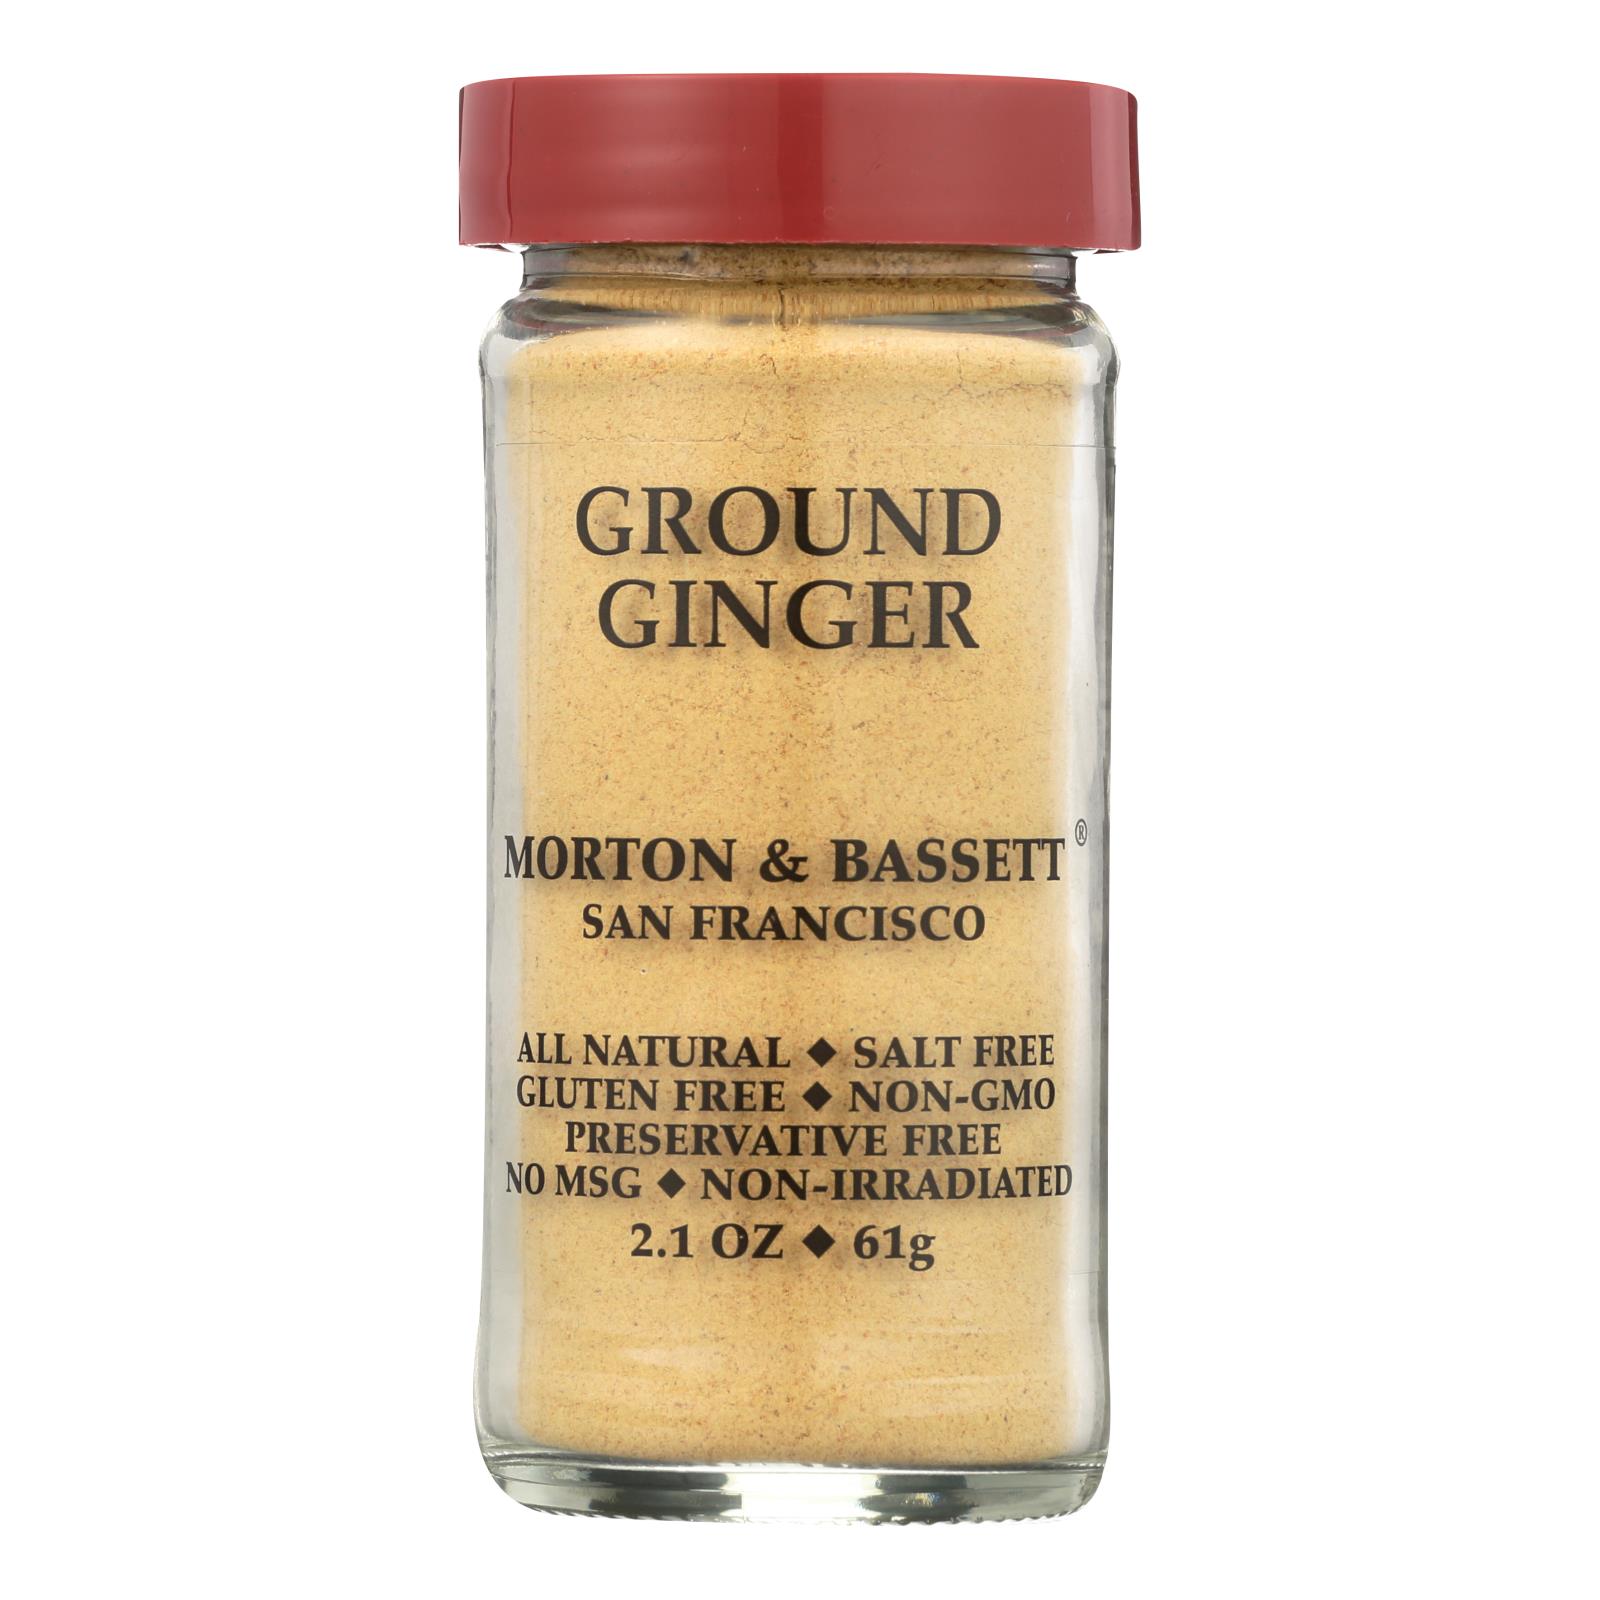 GROUND
GINGER
MORTON & BASSETT ®
SAN FRANCISCO
ALL NATURAL ◆ SALT FREE
GLUTEN FREE ◆ NON-GMO
PRESERVATIVE FREE
NO MSG ◆ NON-IRRADIATED
2.1 OZ ◆ 61g